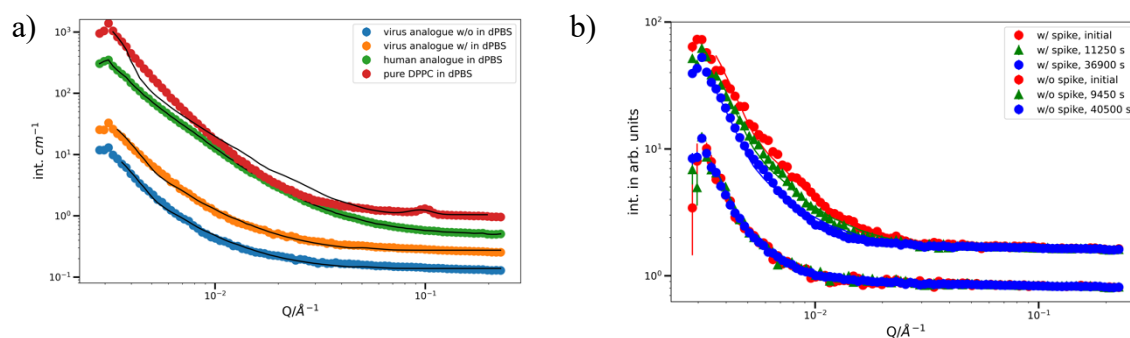 a)
10³
10²
10¹
10⁰
10⁻¹
int. cm⁻¹
virus analogue w/o in dPBS
virus analogue w/ in dPBS
human analogue in dPBS
pure DPPC in dPBS
10⁻² 10⁻¹
Q/Å⁻¹
b)
10²
10¹
10⁰
int. in arb. units
w/ spike, initial
w/ spike, 11250 s
w/ spike, 36900 s
w/o spike, initial
w/o spike, 9450 s
w/o spike, 40500 s
10⁻² 10⁻¹
Q/Å⁻¹